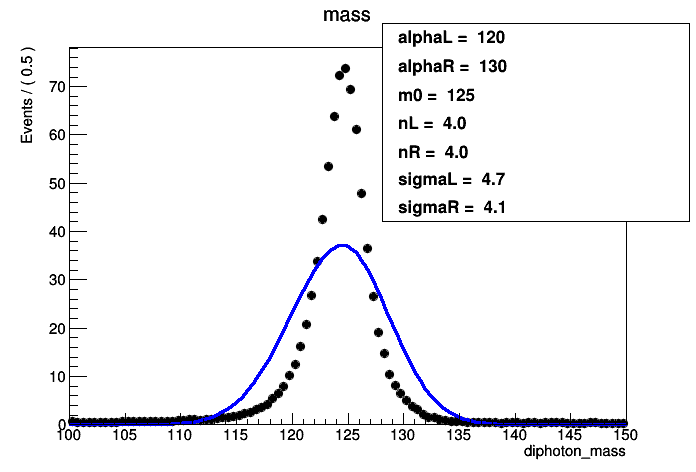 mass
alphaL = 120
alphaR = 130
m0 = 125
nL = 4.0
nR = 4.0
sigmaL = 4.7
sigmaR = 4.1
Events / ( 0.5 )
70
60
50
40
30
20
10
0
100 105 110 115 120 125 130 135 140 145 150
diphoton_mass